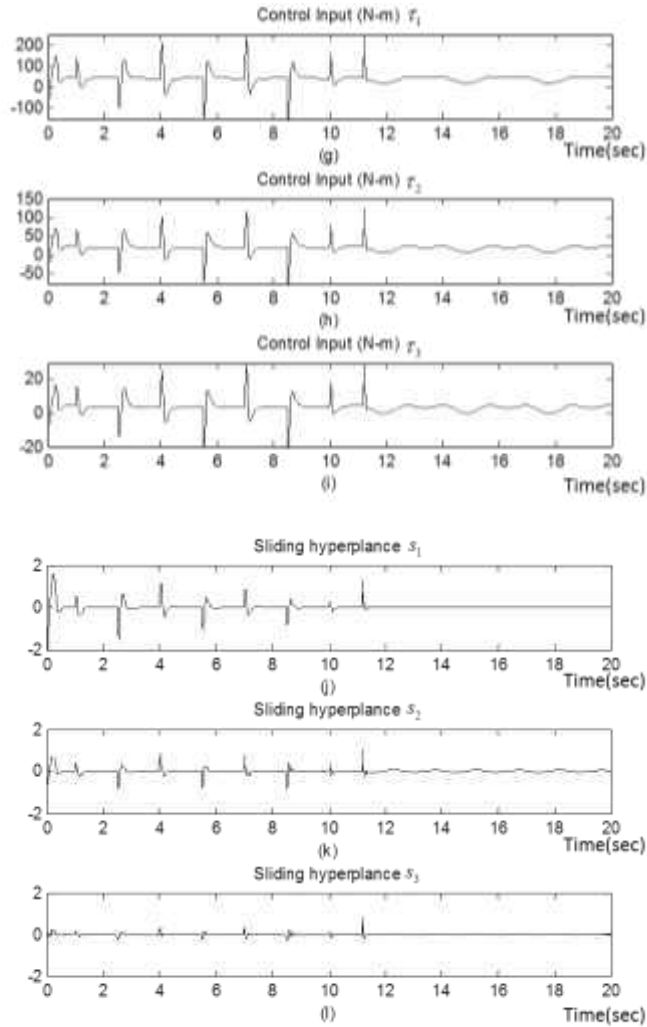 Control Input (N-m) τ1
200
100
0
-100
0 2 4 6 8 10 12 14 16 18 20
(g) Time(sec)
Control Input (N-m) τ2
150
100
50
0
-50
0 2 4 6 8 10 12 14 16 18 20
(h) Time(sec)
Control Input (N-m) τ3
20
0
-20
0 2 4 6 8 10 12 14 16 18 20
(i) Time(sec)
Sliding hyperplane s1
2
0
-2
0 2 4 6 8 10 12 14 16 18 20
(j) Time(sec)
Sliding hyperplane s2
2
0
-2
0 2 4 6 8 10 12 14 16 18 20
(k) Time(sec)
Sliding hyperplane s3
2
0
-2
0 2 4 6 8 10 12 14 16 18 20
(l) Time(sec)